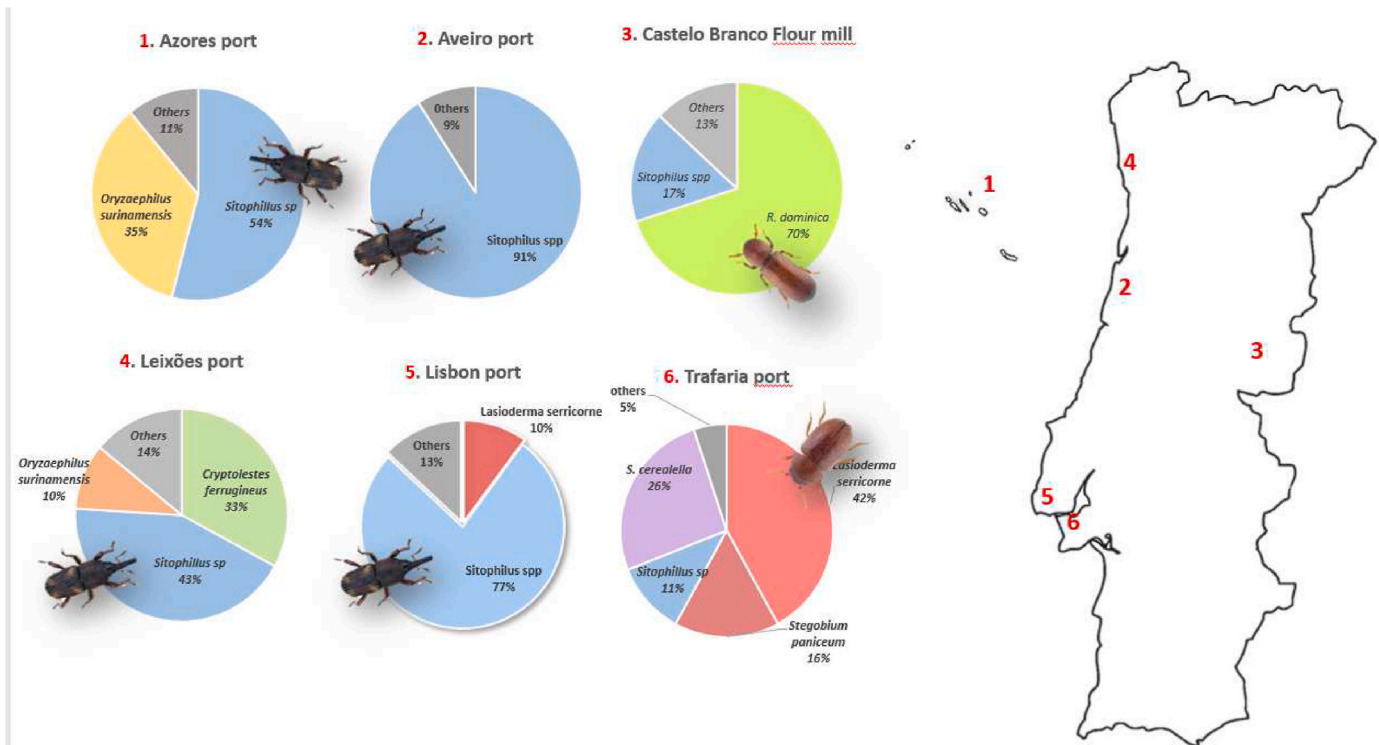 1. Azores port
Others
11%
Oryzaephilus
surinamensis
35%
Sitophillus sp
54%
2. Aveiro port
Others
9%
Sitophilus spp
91%
3. Castelo Branco Flour mill
Others
13%
Sitophilus spp
17%
R. dominica
70%
4. Leixões port
Others
14%
Oryzaephilus
surinamensis
10%
Cryptolestes
ferrugineus
33%
Sitophillus sp
43%
5. Lisbon port
Lasioderma serricorne
10%
Others
13%
Sitophilus spp
77%
6. Trafaria port
others
5%
S. cerealella
26%
Lasioderma
serricorne
42%
Sitophillus sp
11%
Stegobium
paniceum
16%
4
1
2
3
5
6